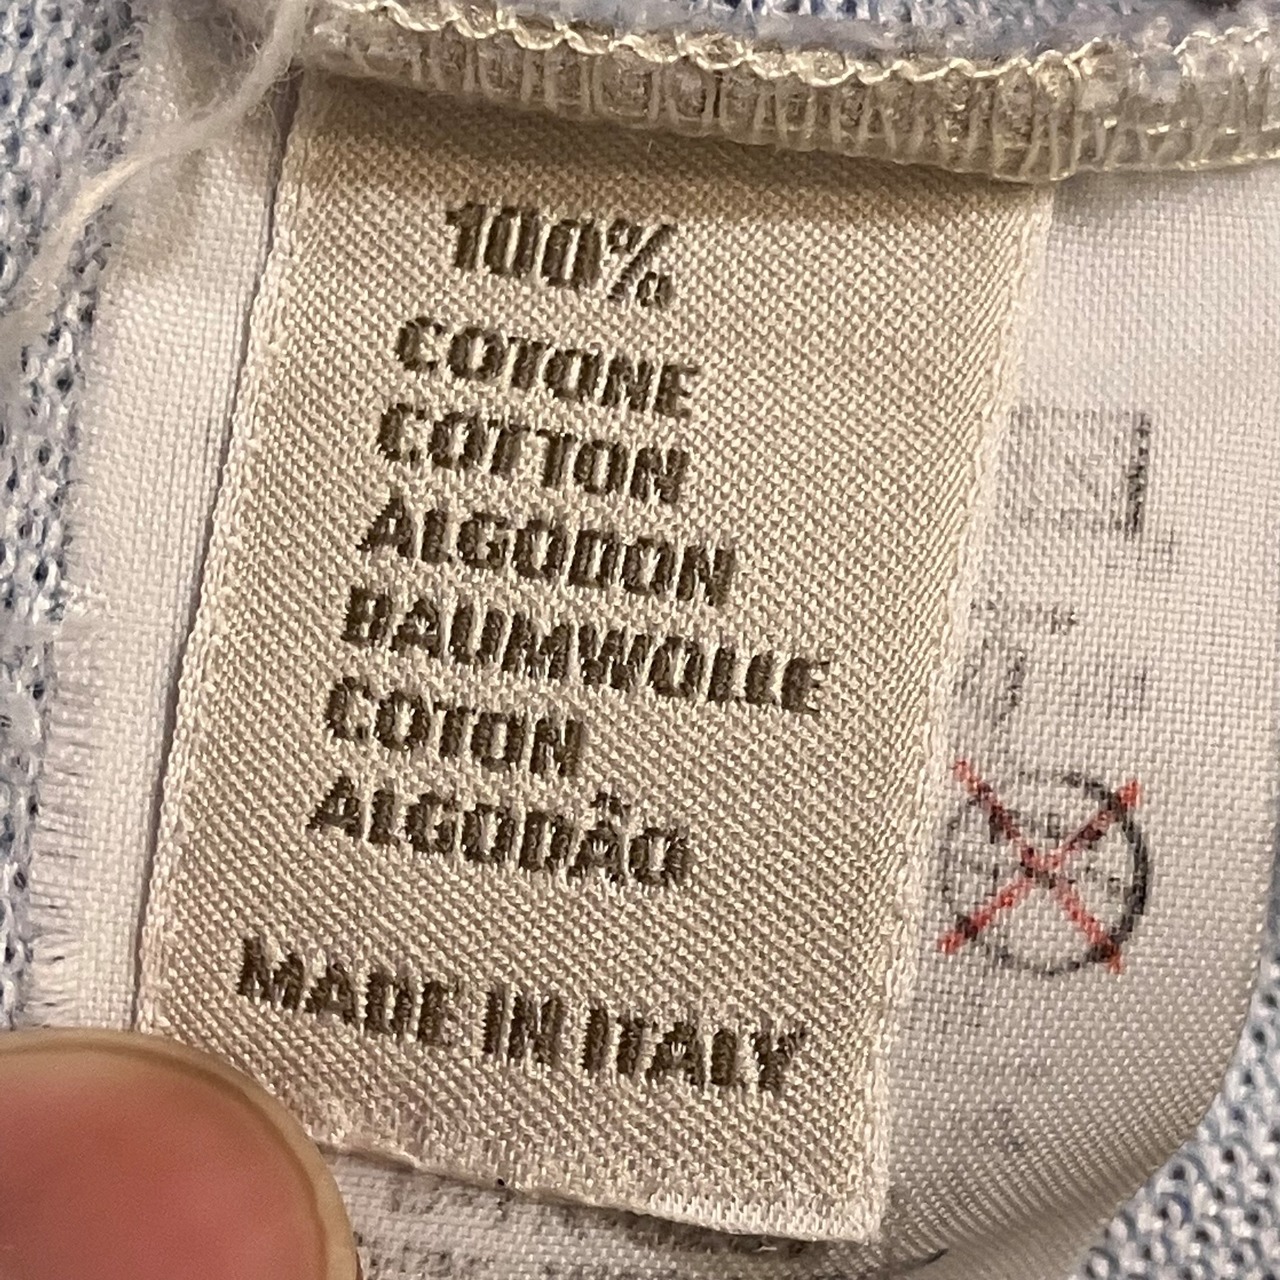 100%
COTONE
COTTON
ALGODON
BAUMWOLLE
COTON
ALGODÃO
MADE IN ITALY